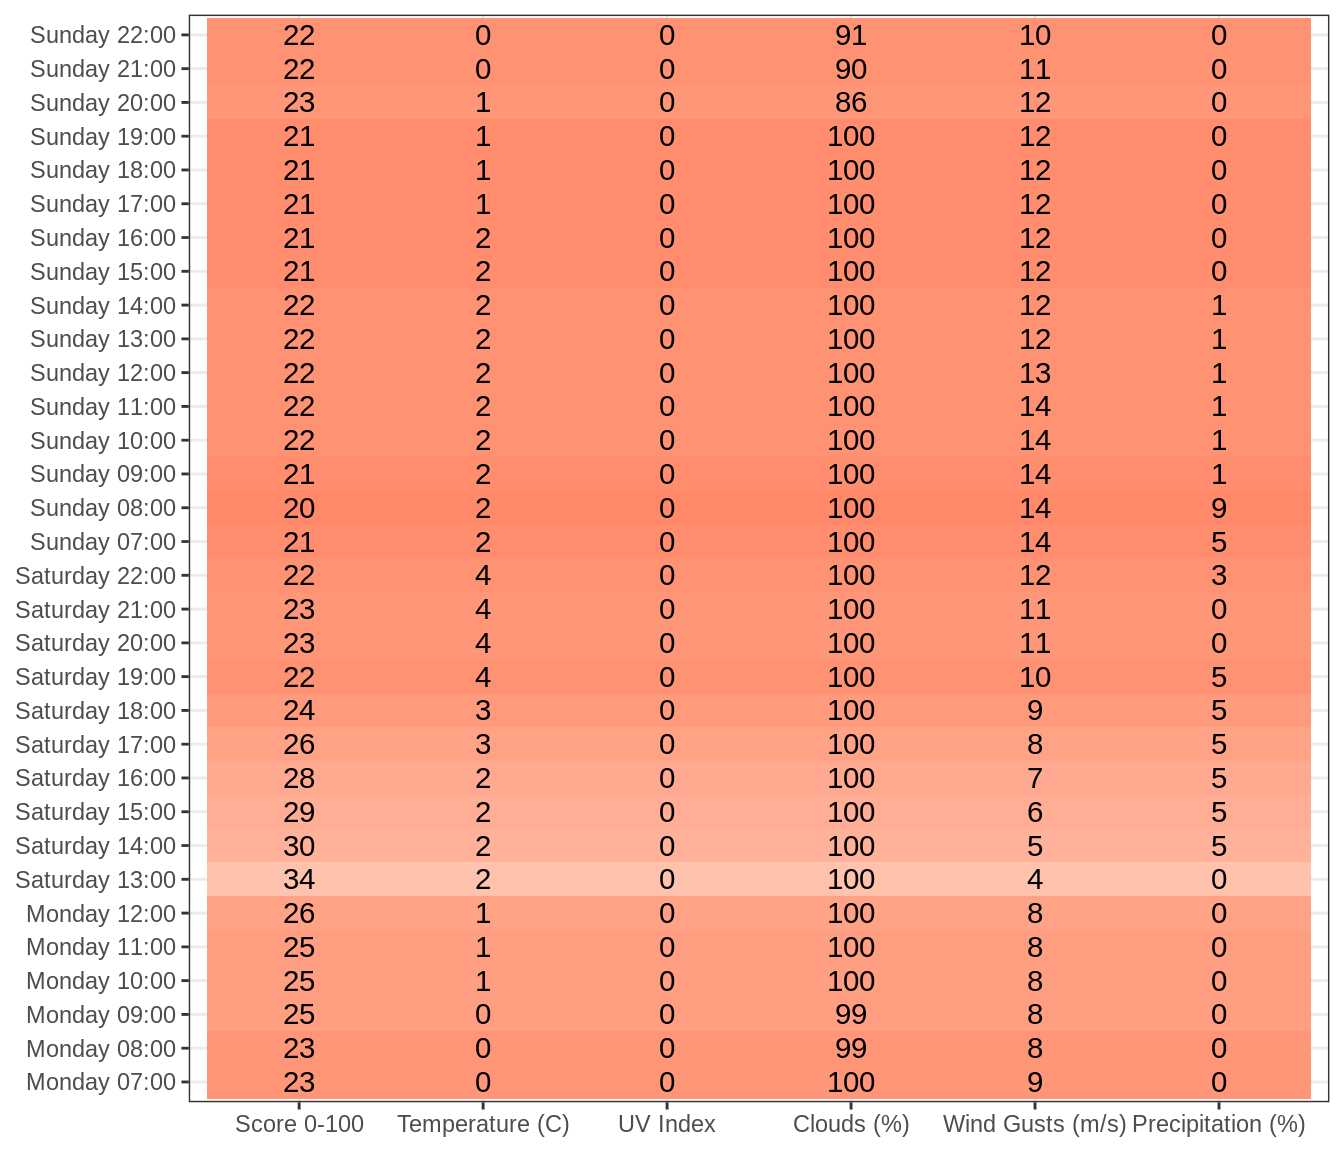 Sunday 22:00 22 0 0 91 10 0
Sunday 21:00 22 0 0 90 11 0
Sunday 20:00 23 1 0 86 12 0
Sunday 19:00 21 1 0 100 12 0
Sunday 18:00 21 1 0 100 12 0
Sunday 17:00 21 1 0 100 12 0
Sunday 16:00 21 2 0 100 12 0
Sunday 15:00 21 2 0 100 12 0
Sunday 14:00 22 2 0 100 12 1
Sunday 13:00 22 2 0 100 12 1
Sunday 12:00 22 2 0 100 13 1
Sunday 11:00 22 2 0 100 14 1
Sunday 10:00 22 2 0 100 14 1
Sunday 09:00 21 2 0 100 14 1
Sunday 08:00 20 2 0 100 14 9
Sunday 07:00 21 2 0 100 14 5
Saturday 22:00 22 4 0 100 12 3
Saturday 21:00 23 4 0 100 11 0
Saturday 20:00 23 4 0 100 11 0
Saturday 19:00 22 4 0 100 10 5
Saturday 18:00 24 3 0 100 9 5
Saturday 17:00 26 3 0 100 8 5
Saturday 16:00 28 2 0 100 7 5
Saturday 15:00 29 2 0 100 6 5
Saturday 14:00 30 2 0 100 5 5
Saturday 13:00 34 2 0 100 4 0
Monday 12:00 26 1 0 100 8 0
Monday 11:00 25 1 0 100 8 0
Monday 10:00 25 1 0 100 8 0
Monday 09:00 25 0 0 99 8 0
Monday 08:00 23 0 0 99 8 0
Monday 07:00 23 0 0 100 9 0
Score 0-100 Temperature (C) UV Index Clouds (%) Wind Gusts (m/s) Precipitation (%)